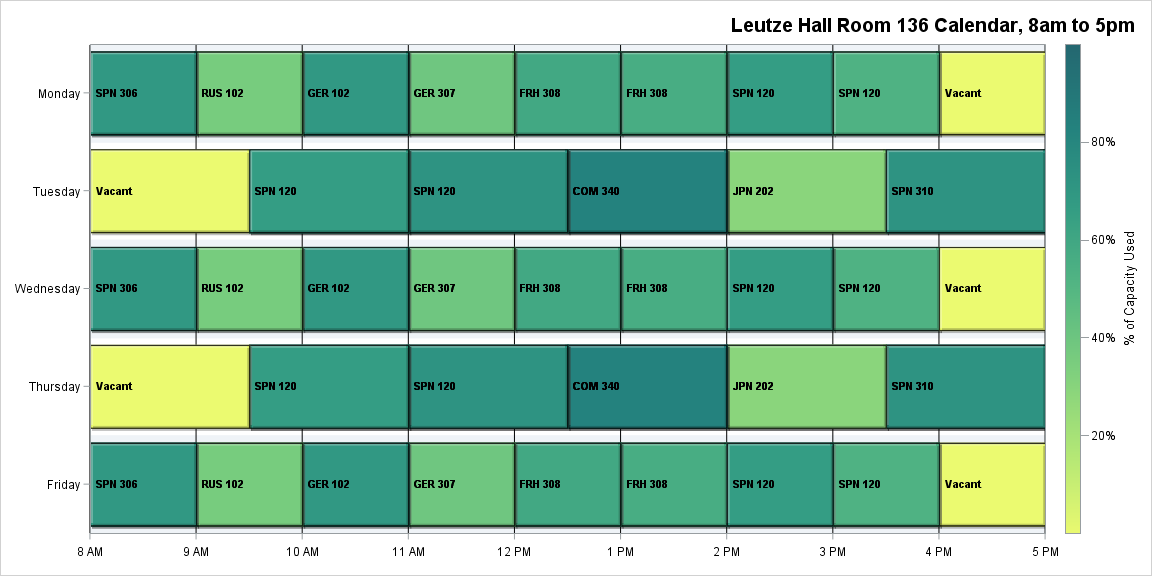 Leutze Hall Room 136 Calendar, 8am to 5pm
Monday
SPN 306
RUS 102
GER 102
GER 307
FRH 308
FRH 308
SPN 120
SPN 120
Vacant
Tuesday
Vacant
SPN 120
SPN 120
COM 340
JPN 202
SPN 310
Wednesday
SPN 306
RUS 102
GER 102
GER 307
FRH 308
FRH 308
SPN 120
SPN 120
Vacant
Thursday
Vacant
SPN 120
SPN 120
COM 340
JPN 202
SPN 310
Friday
SPN 306
RUS 102
GER 102
GER 307
FRH 308
FRH 308
SPN 120
SPN 120
Vacant
8 AM
9 AM
10 AM
11 AM
12 PM
1 PM
2 PM
3 PM
4 PM
5 PM
80%
60%
40%
20%
% of Capacity Used